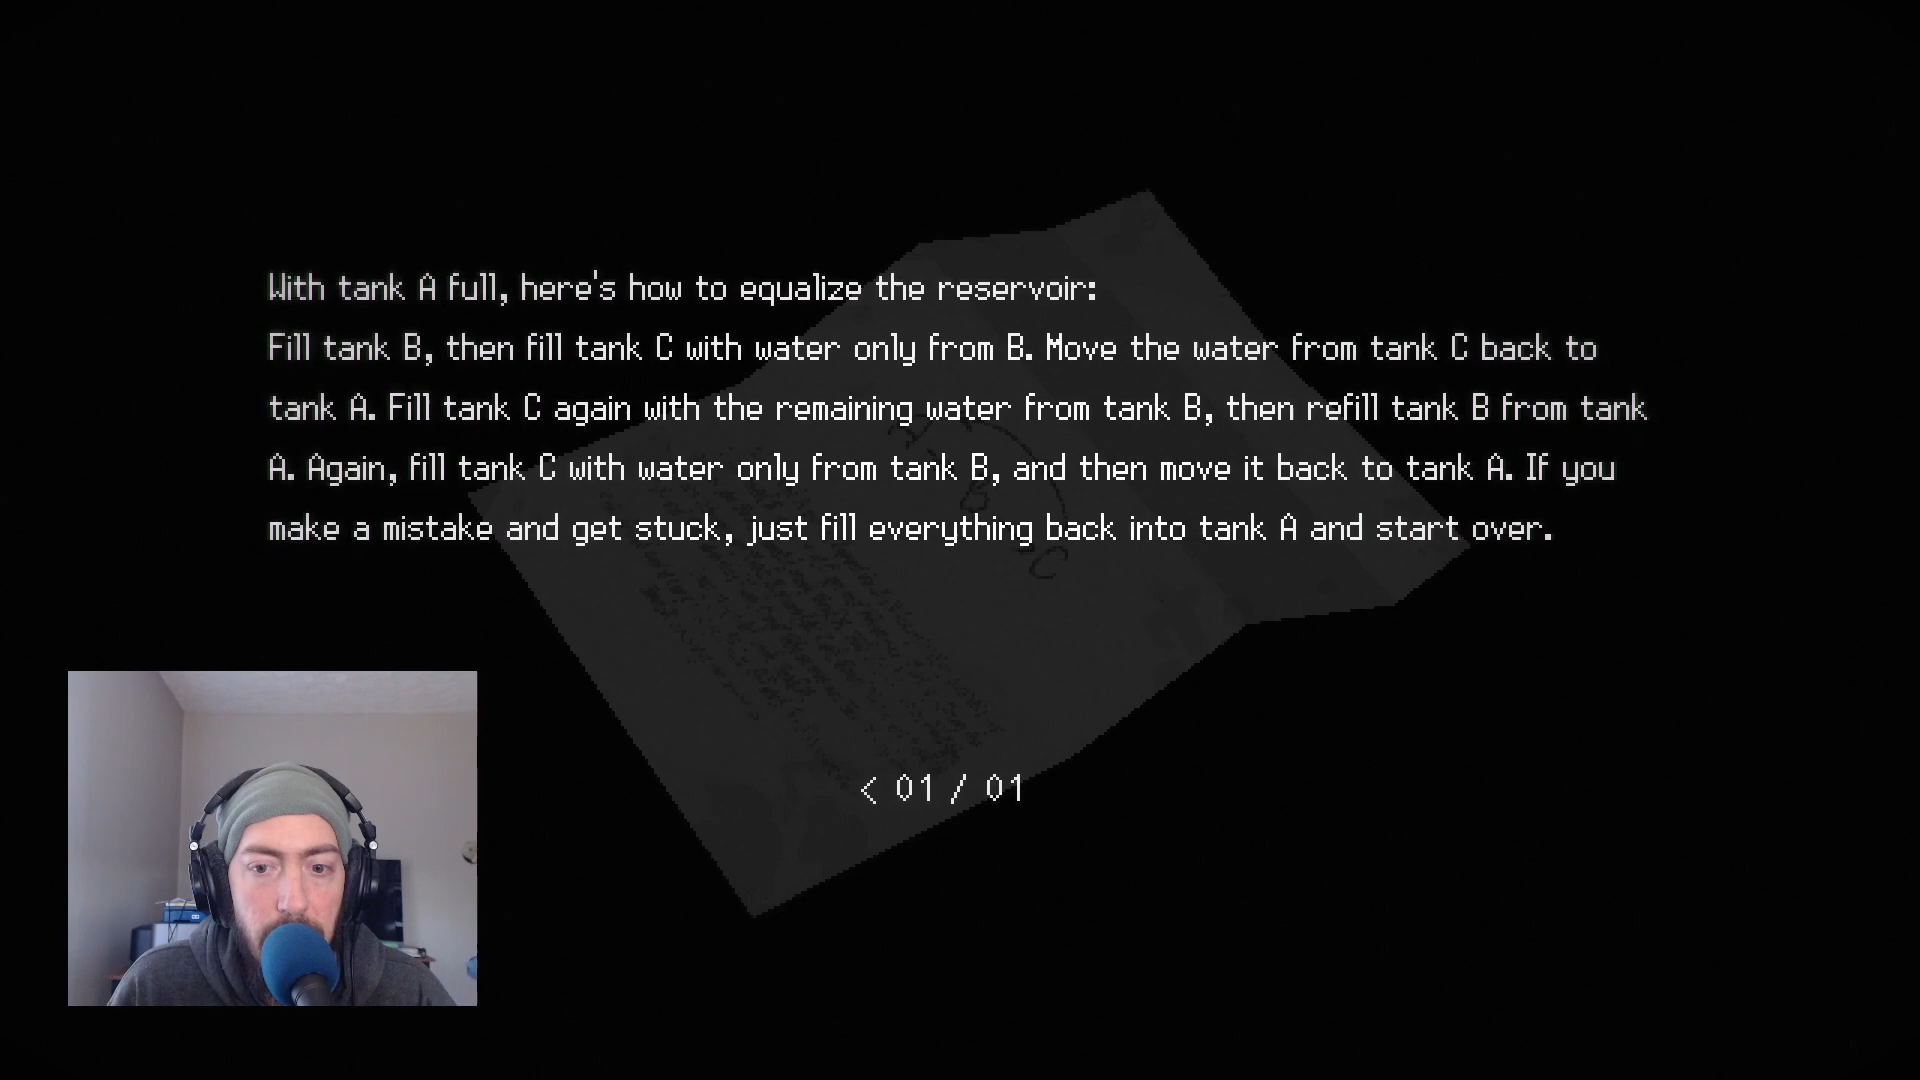 With tank A full, here's how to equalize the reservoir:
Fill tank B, then fill tank C with water only from B. Move the water from tank C back to
tank A. Fill tank C again with the remaining water from tank B, then refill tank B from tank
A. Again, fill tank C with water only from tank B, and then move it back to tank A. If you
make a mistake and get stuck, just fill everything back into tank A and start over.
A
B
C
< 01 / 01